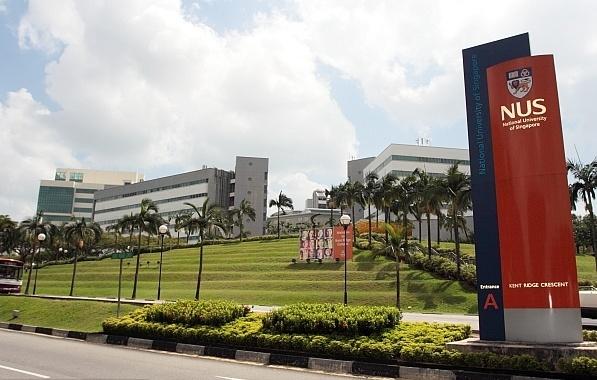 National University of Singapore
NUS
National University
of Singapore
Entrance
A
KENT RIDGE CRESCENT